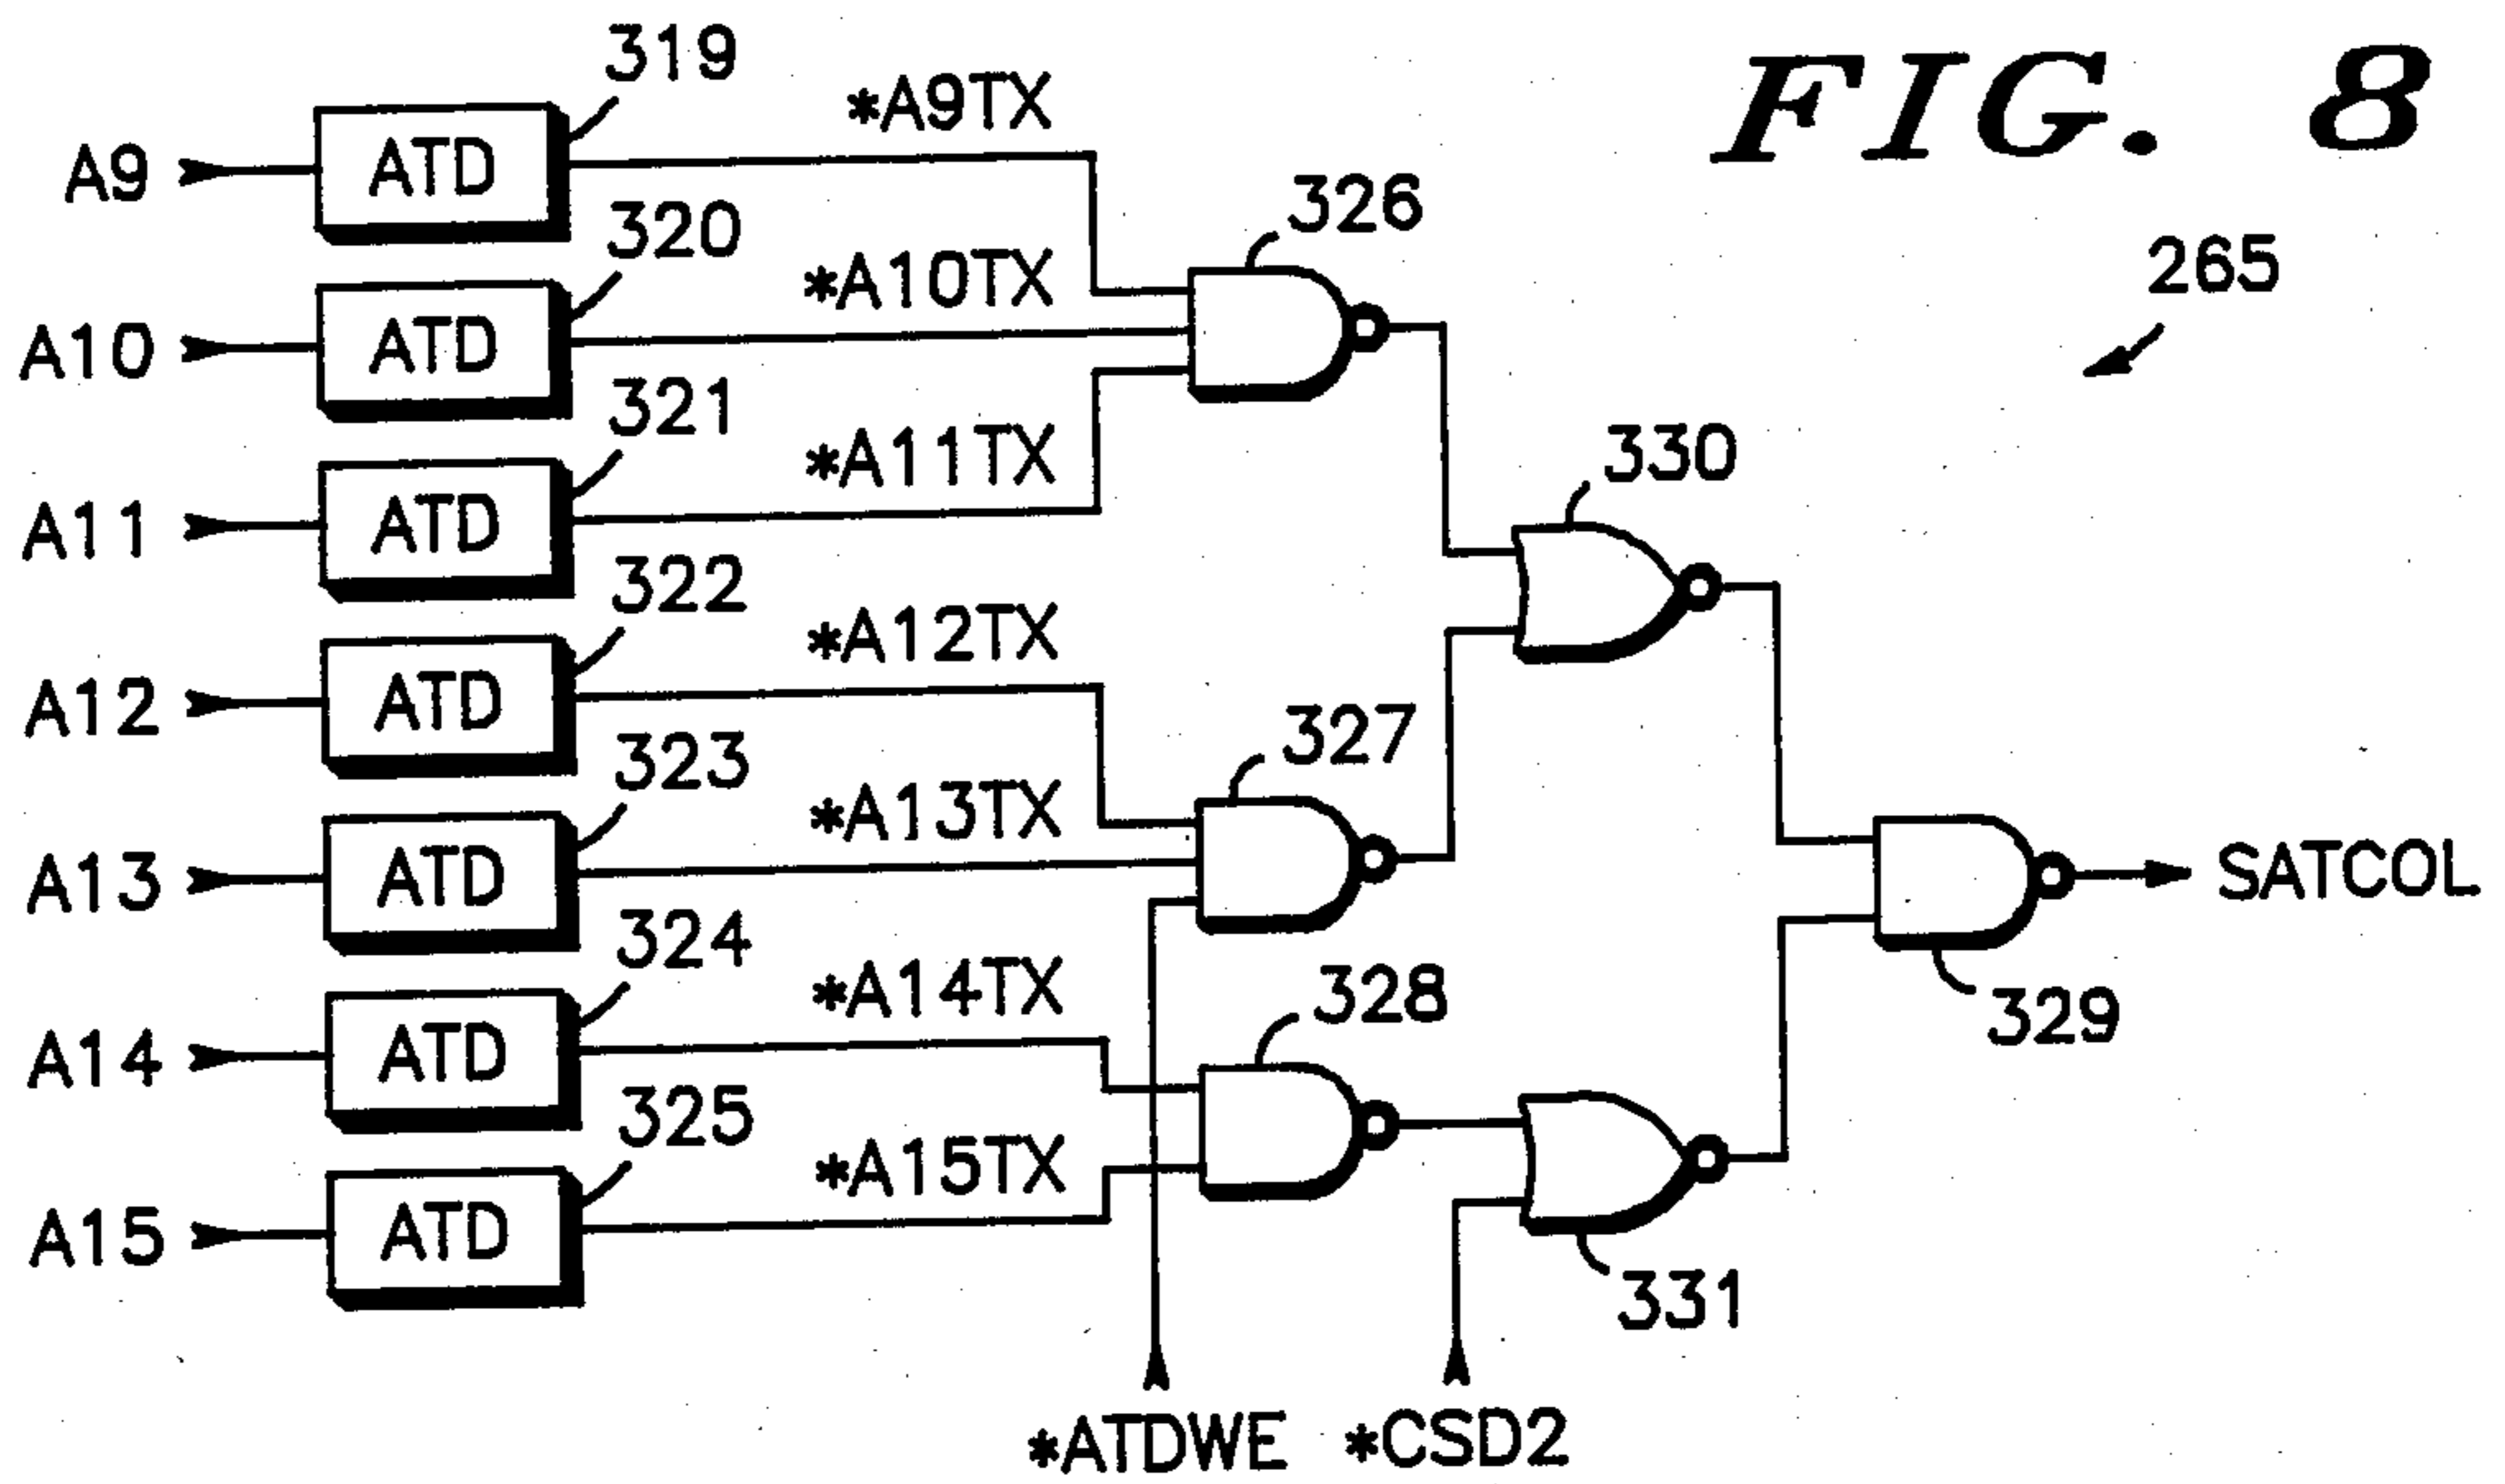 FIG. 8
265
A9
ATD
319
*A9TX
A10
ATD
320
*A10TX
A11
ATD
321
*A11TX
326
330
A12
ATD
322
*A12TX
A13
ATD
323
*A13TX
327
A14
ATD
324
*A14TX
328
A15
ATD
325
*A15TX
331
329
SATCOL
*ATDWE
*CSD2